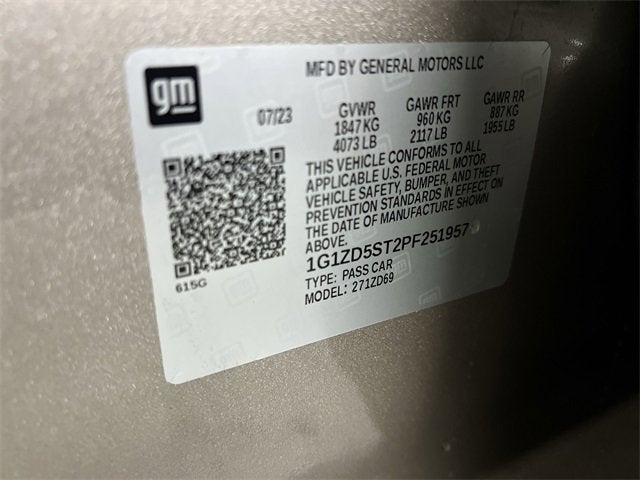 gm
MFD BY GENERAL MOTORS LLC
07/23
GVWR GAWR FRT GAWR RR
1847 KG 960 KG 887 KG
4073 LB 2117 LB 1955 LB
THIS VEHICLE CONFORMS TO ALL
APPLICABLE U.S. FEDERAL MOTOR
VEHICLE SAFETY, BUMPER, AND THEFT
PREVENTION STANDARDS IN EFFECT ON
THE DATE OF MANUFACTURE SHOWN
ABOVE.
1G1ZD5ST2PF251957
TYPE: PASS CAR
MODEL: 271ZD69
615G